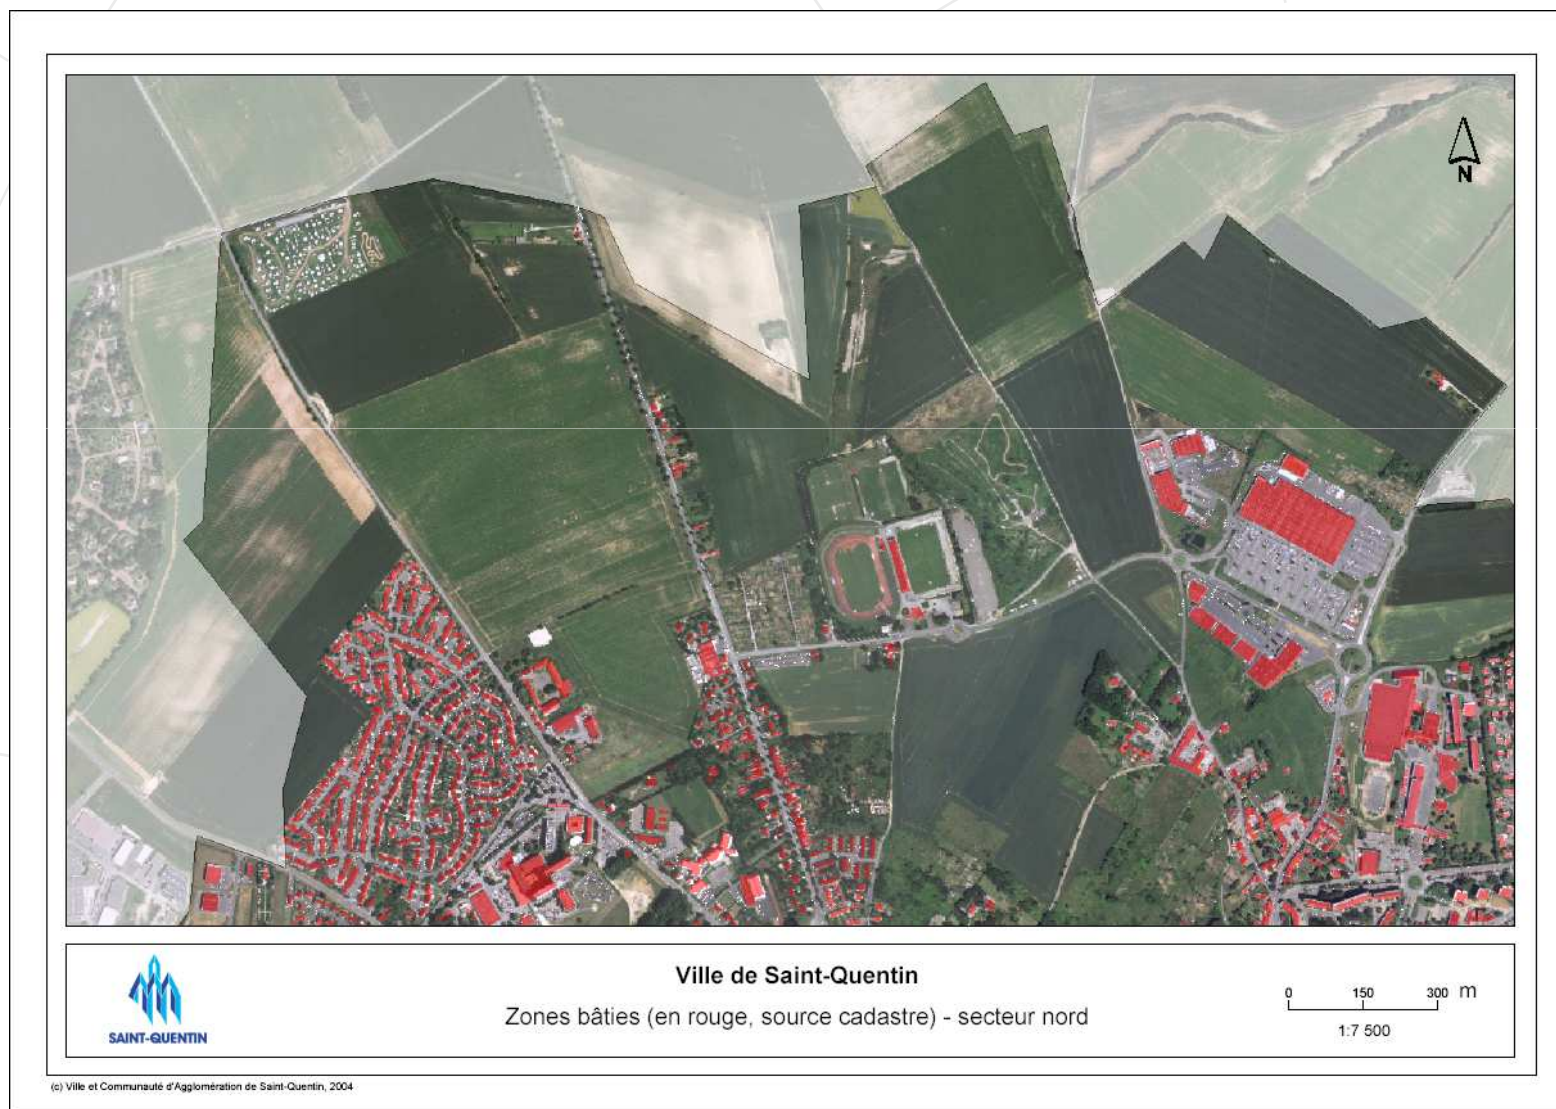 N
SAINT-QUENTIN
Ville de Saint-Quentin
Zones bâties (en rouge, source cadastre) - secteur nord
0 150 300 m
1:7 500
(c) Ville et Communauté d'Agglomération de Saint-Quentin, 2004